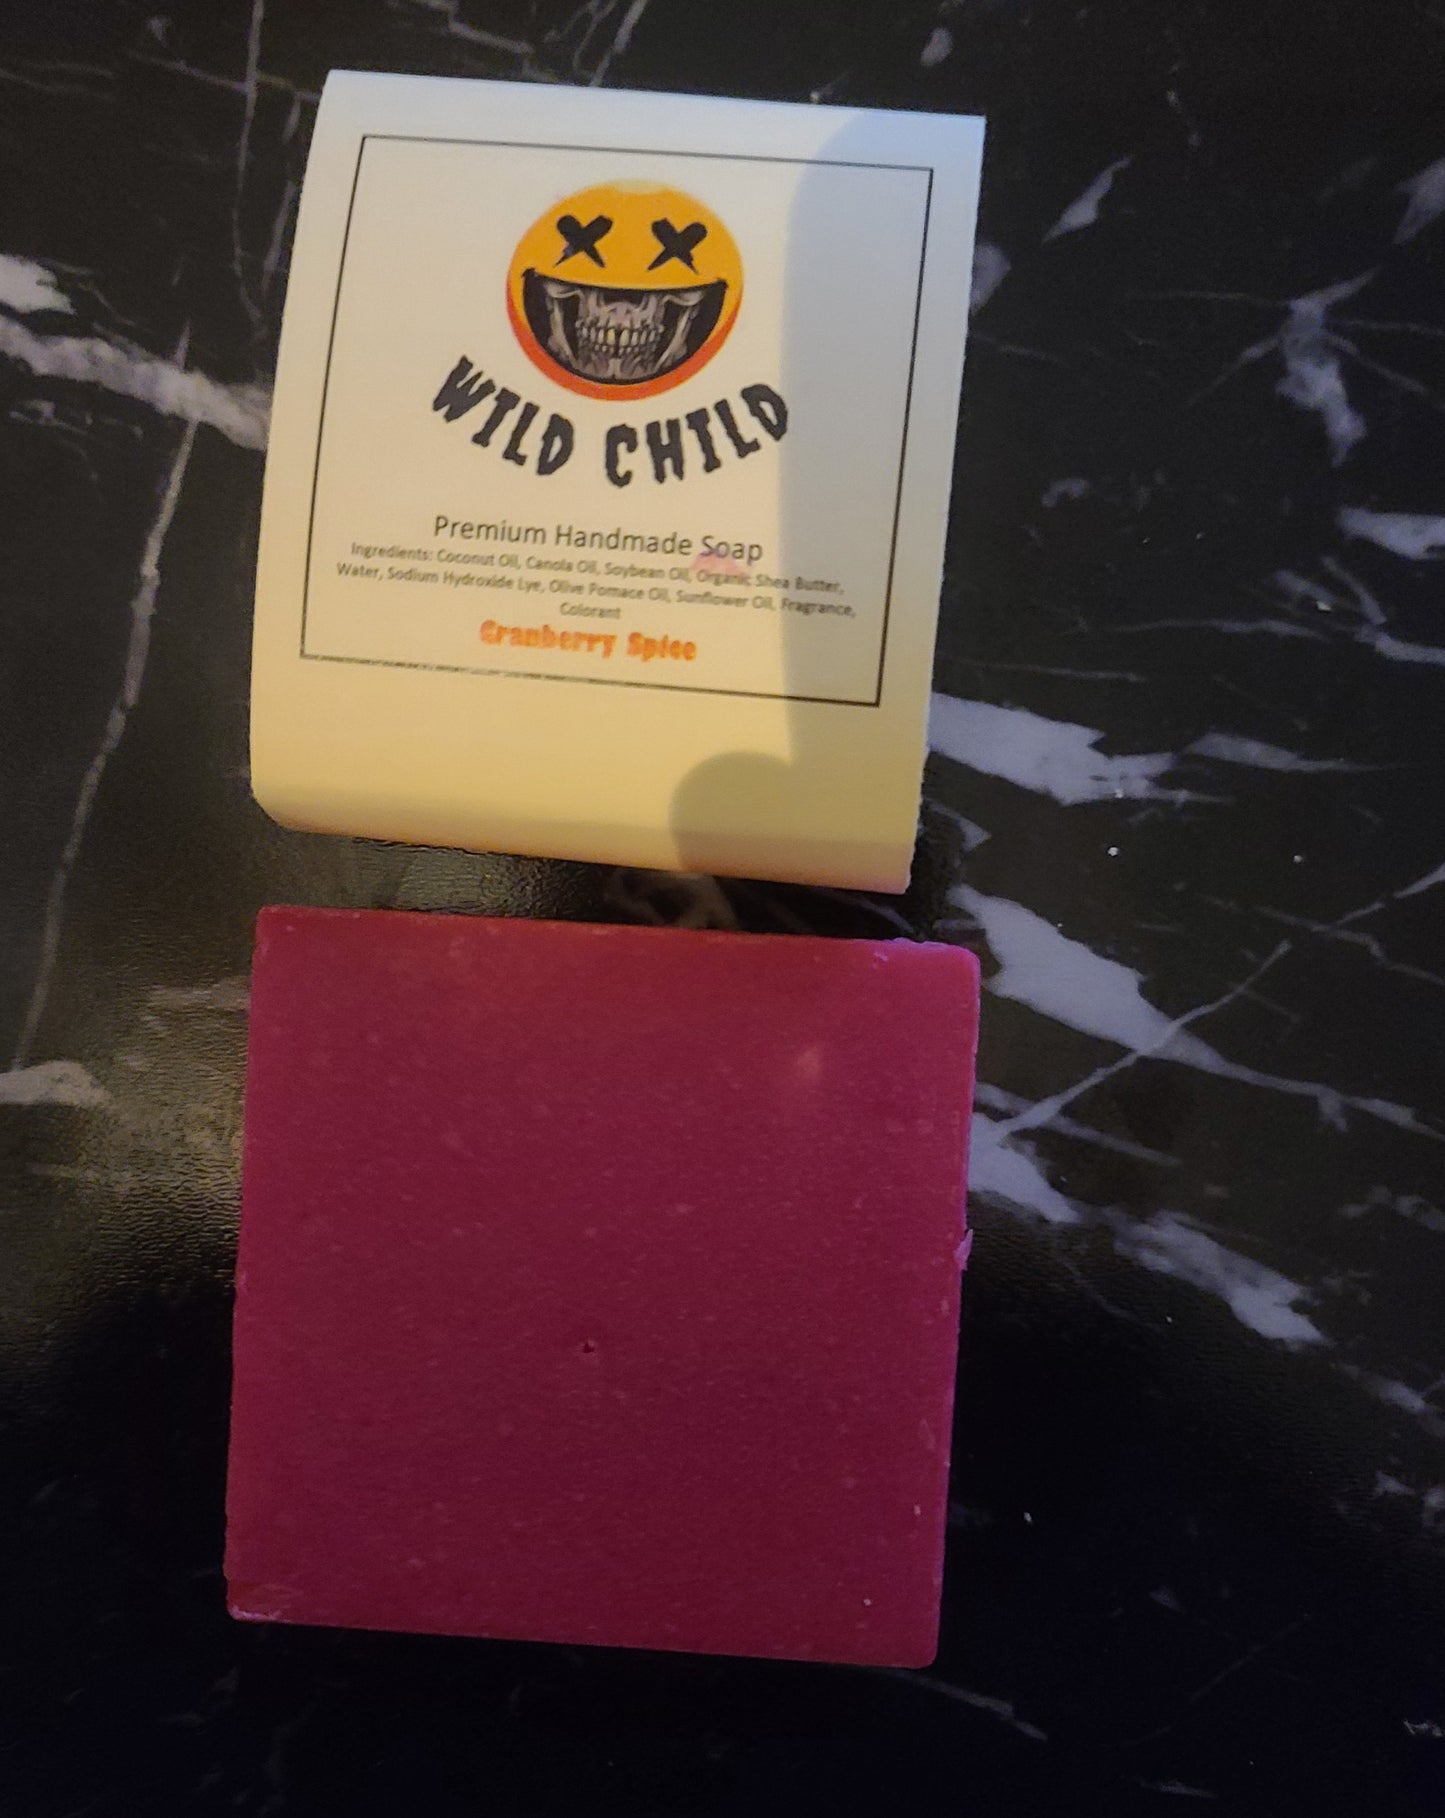 WILD CHILD
Premium Handmade Soap
Ingredients: Coconut Oil, Canola Oil, Soybean Oil, Organic Shea Butter,
Water, Sodium Hydroxide Lye, Olive Pomace Oil, Sunflower Oil, Fragrance,
Colorant
Cranberry Spice